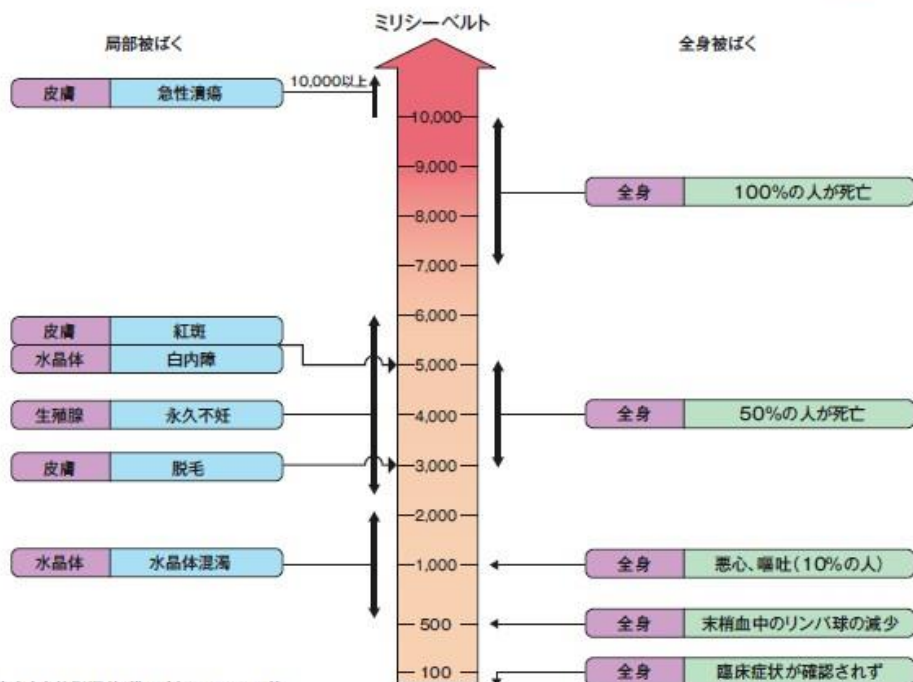 ミリシーベルト
局部被ばく
全身被ばく
皮膚 急性潰瘍
10,000以上
皮膚 紅斑
水晶体 白内障
生殖腺 永久不妊
皮膚 脱毛
水晶体 水晶体混濁
10,000
9,000
8,000
7,000
6,000
5,000
4,000
3,000
2,000
1,000
500
100
全身 100%の人が死亡
全身 50%の人が死亡
全身 悪心、嘔吐(10%の人)
全身 末梢血中のリンパ球の減少
全身 臨床症状が確認されず